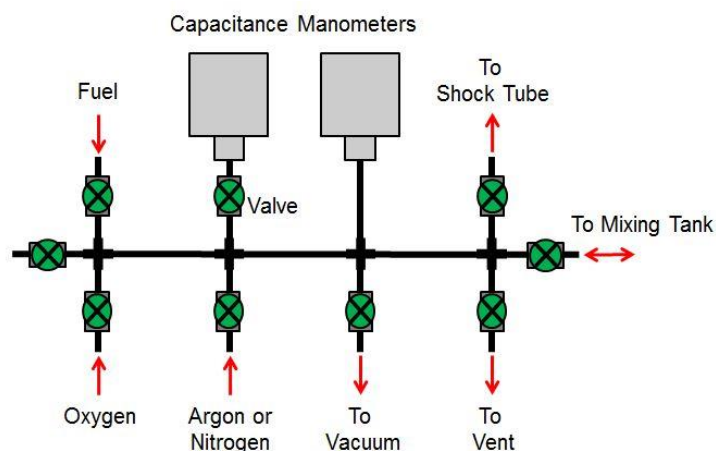 Capacitance Manometers
To
Shock Tube
Fuel
Valve
To Mixing Tank
Oxygen
Argon or
Nitrogen
To
Vacuum
To
Vent